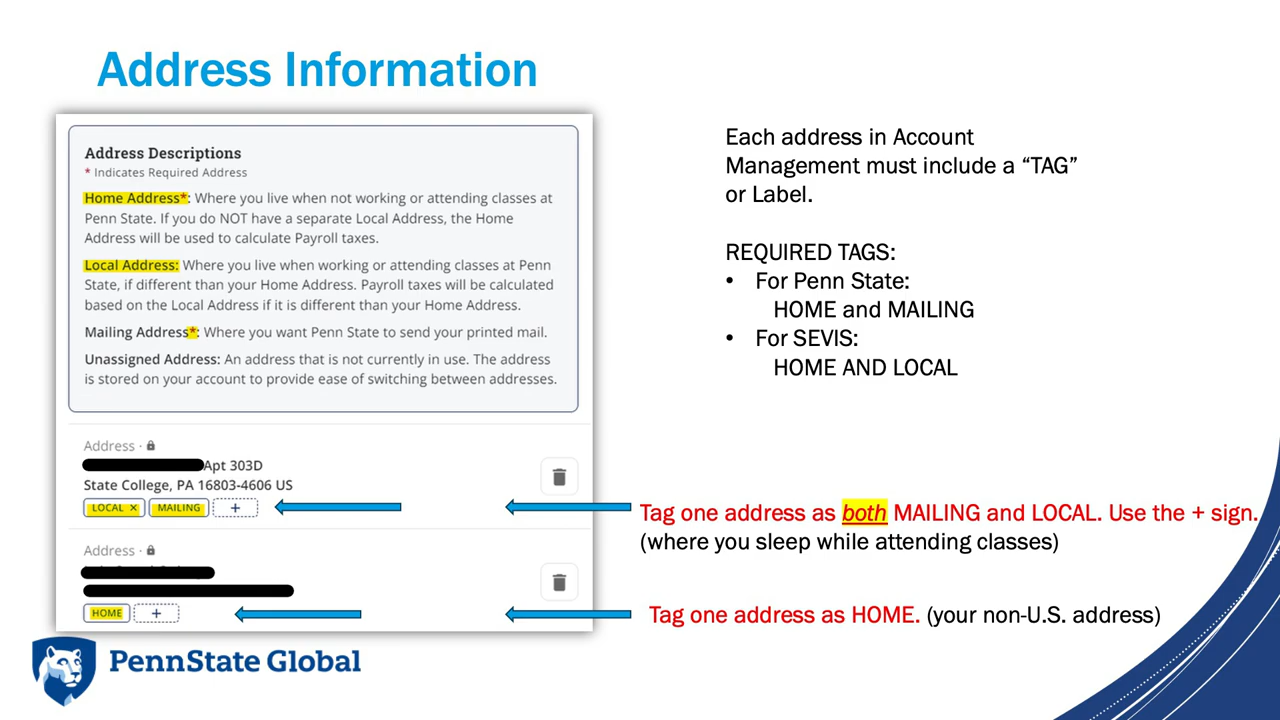 Address Information
Address Descriptions
* Indicates Required Address
Home Address*: Where you live when not working or attending classes at
Penn State. If you do NOT have a separate Local Address, the Home
Address will be used to calculate Payroll taxes.
Local Address: Where you live when working or attending classes at Penn
State, if different than your Home Address. Payroll taxes will be calculated
based on the Local Address if it is different than your Home Address.
Mailing Address*: Where you want Penn State to send your printed mail.
Unassigned Address: An address that is not currently in use. The address
is stored on your account to provide ease of switching between addresses.
Address ·
Apt 303D
State College, PA 16803-4606 US
LOCAL × MAILING +
Address ·
HOME +
Each address in Account
Management must include a “TAG”
or Label.
REQUIRED TAGS:
• For Penn State:
HOME and MAILING
• For SEVIS:
HOME AND LOCAL
Tag one address as both MAILING and LOCAL. Use the + sign.
(where you sleep while attending classes)
Tag one address as HOME. (your non-U.S. address)
PennState Global